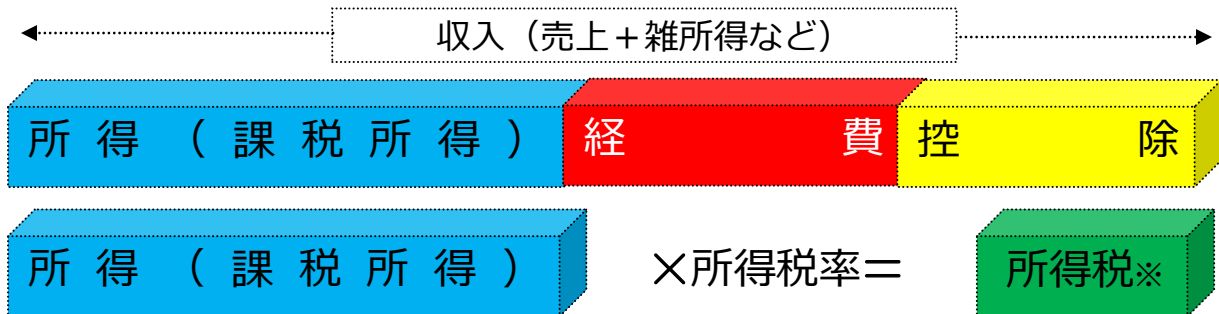 収入（売上＋雑所得など）
所得（課税所得） 経費 控除
所得（課税所得） ×所得税率＝ 所得税※